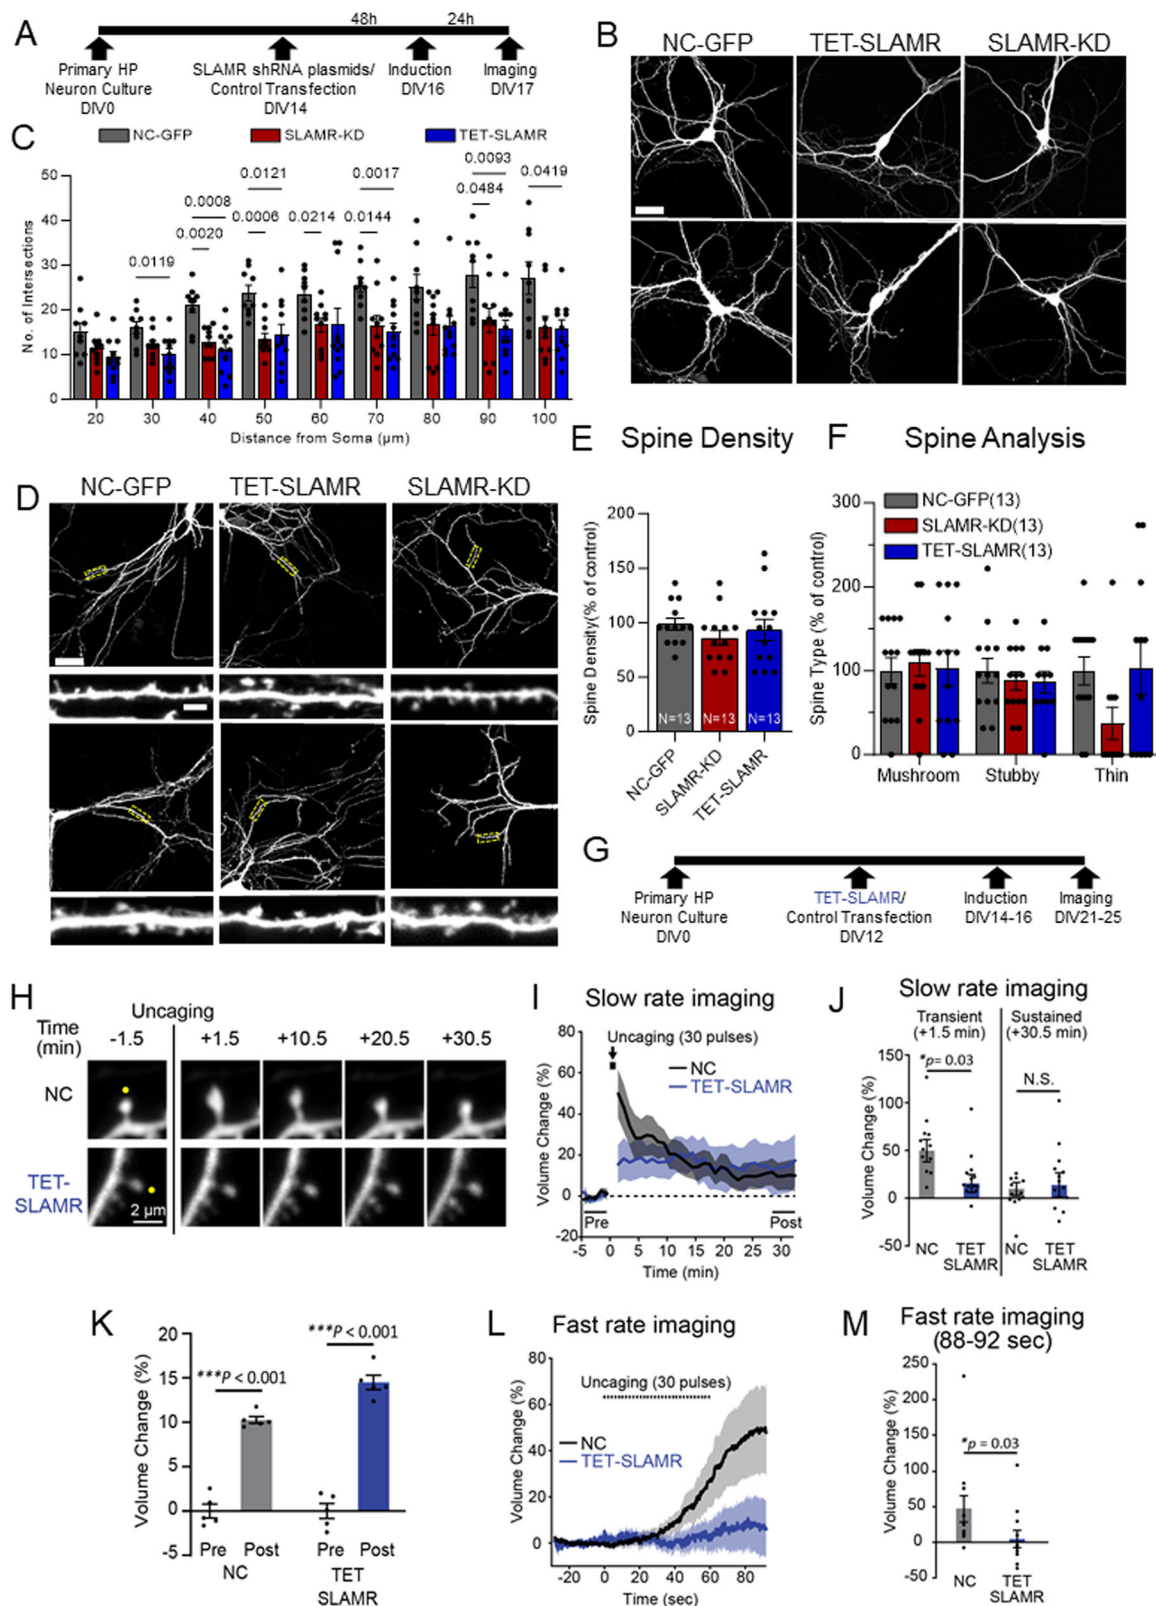 A
48h
24h
Primary HP
Neuron Culture
DIV0
SLAMR shRNA plasmids/
Control Transfection
DIV14
Induction
DIV16
Imaging
DIV17
B
NC-GFP
TET-SLAMR
SLAMR-KD
C
NC-GFP
SLAMR-KD
TET-SLAMR
No. of Intersections
50
40
30
20
10
0
0.0119
0.0008
0.0020
0.0121
0.0006
0.0214
0.0017
0.0144
0.0093
0.0484
0.0419
20 30 40 50 60 70 80 90 100
Distance from Soma (µm)
D
NC-GFP
TET-SLAMR
SLAMR-KD
E
Spine Density
Spine Density(% of control)
200
150
100
50
0
N=13
N=13
N=13
NC-GFP
SLAMR-KD
TET-SLAMR
F
Spine Analysis
Spine Type (% of control)
300
200
100
0
NC-GFP(13)
SLAMR-KD(13)
TET-SLAMR(13)
Mushroom
Stubby
Thin
G
Primary HP
Neuron Culture
DIV0
TET-SLAMR/
Control Transfection
DIV12
Induction
DIV14-16
Imaging
DIV21-25
H
Uncaging
Time
(min)
-1.5
+1.5
+10.5
+20.5
+30.5
NC
TET-
SLAMR
2 µm
I
Slow rate imaging
Volume Change (%)
80
60
40
20
0
-20
Uncaging (30 pulses)
NC
TET-SLAMR
Pre
Post
-5 0 5 10 15 20 25 30
Time (min)
J
Slow rate imaging
Transient
(+1.5 min)
Sustained
(+30.5 min)
Volume Change (%)
150
100
50
0
-50
*p= 0.03
N.S.
NC
TET
SLAMR
NC
TET
SLAMR
K
Volume Change (%)
20
15
10
5
0
-5
***P < 0.001
***P < 0.001
Pre Post
NC
Pre Post
TET
SLAMR
L
Fast rate imaging
Volume Change (%)
80
60
40
20
0
Uncaging (30 pulses)
NC
TET-SLAMR
-20 0 20 40 60 80
Time (sec)
M
Fast rate imaging
(88-92 sec)
Volume Change (%)
250
200
150
100
50
0
-50
*p = 0.03
NC
TET
SLAMR